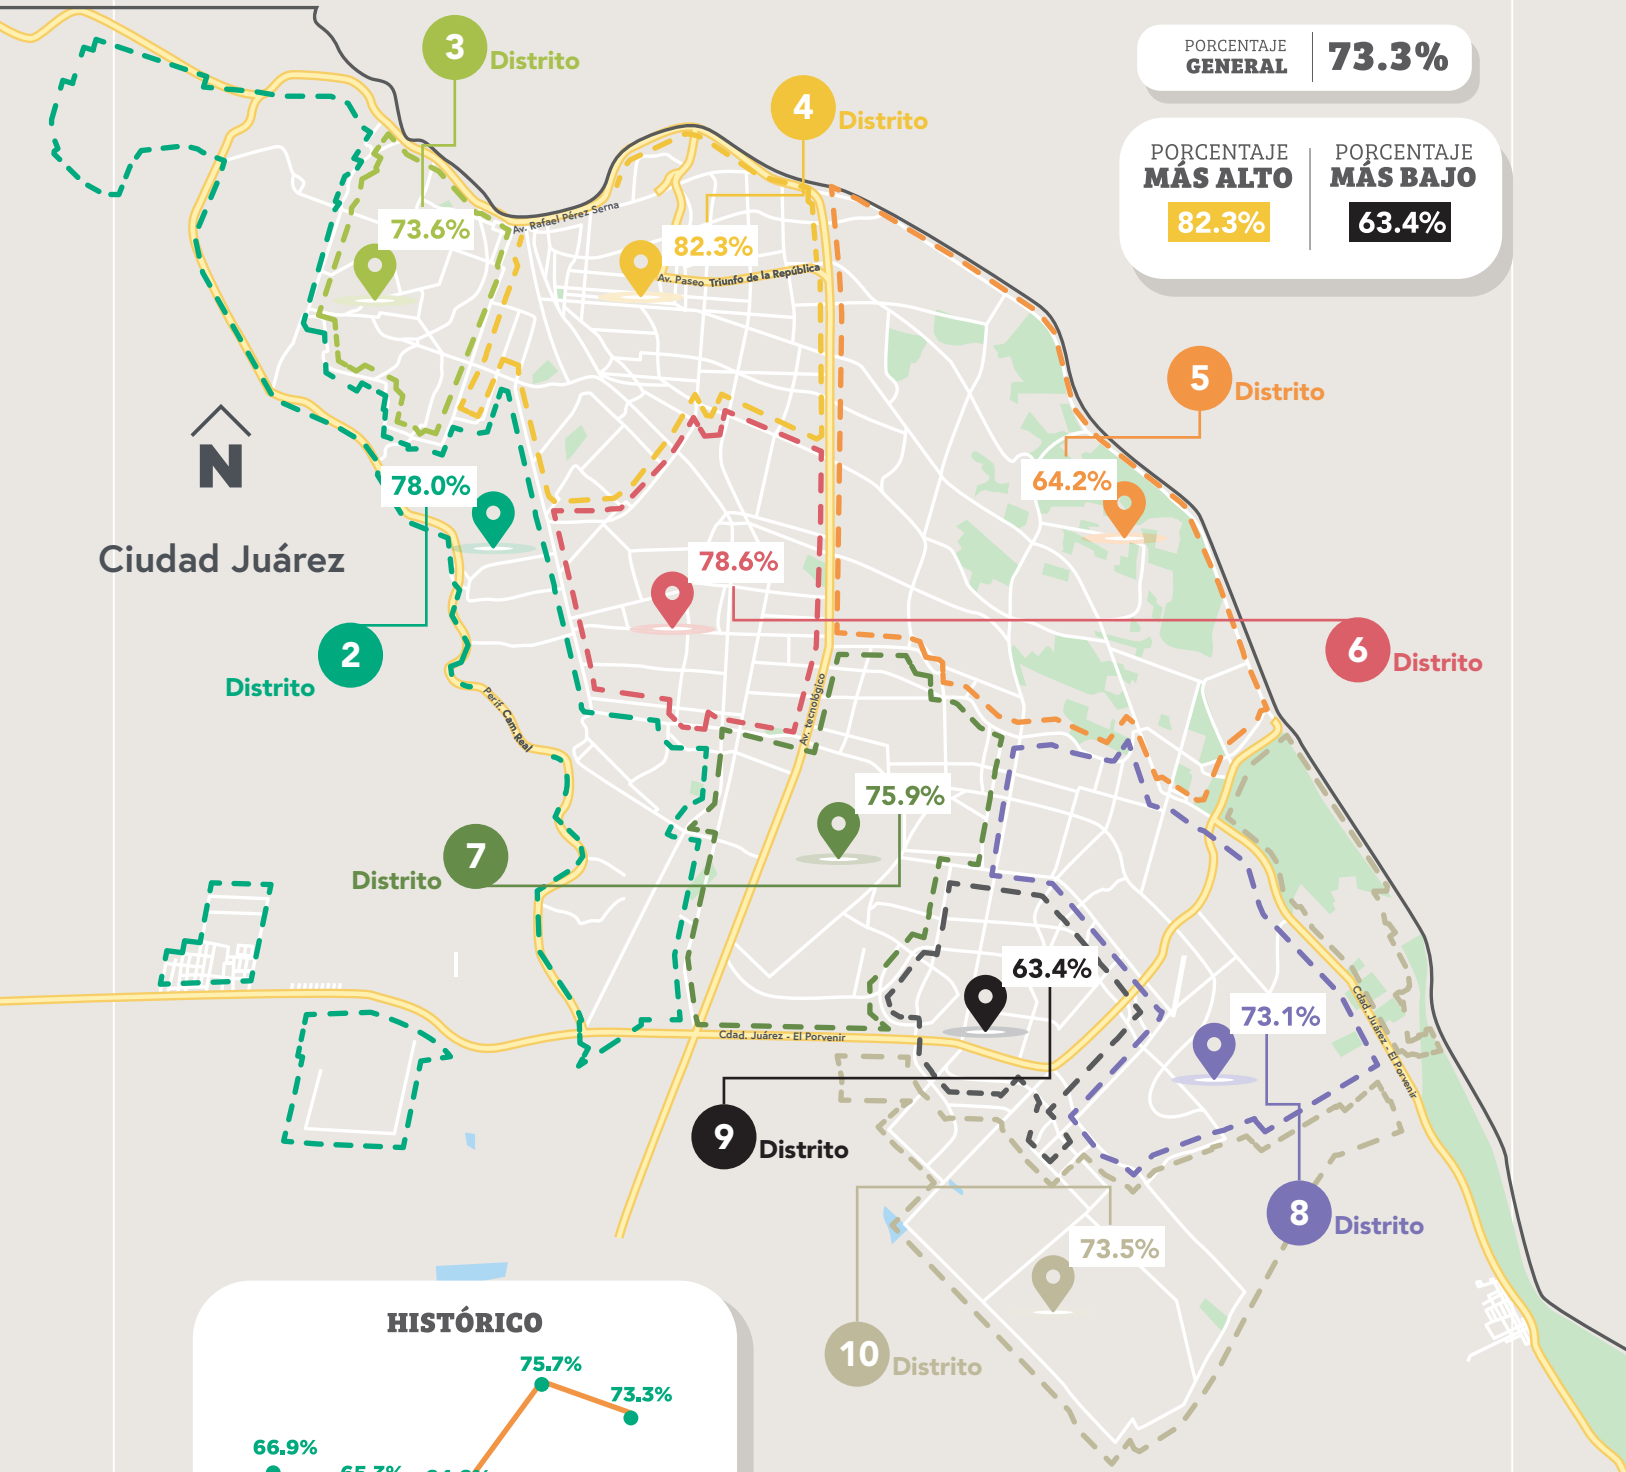 3
Distrito
4
Distrito
PORCENTAJE
GENERAL
73.3%
PORCENTAJE
MÁS ALTO
82.3%
PORCENTAJE
MÁS BAJO
63.4%
73.6%
Av. Rafael Pérez Serna
82.3%
Av. Paseo Triunfo de la República
5
Distrito
N
Ciudad Juárez
64.2%
78.0%
78.6%
2
Distrito
6
Distrito
Perif. Cam. Real
Av. tecnológico
75.9%
7
Distrito
63.4%
73.1%
Cdad. Juárez - El Porvenir
Cdad. Juárez - El Porvenir
9
Distrito
8
Distrito
73.5%
10
Distrito
HISTÓRICO
75.7%
73.3%
66.9%